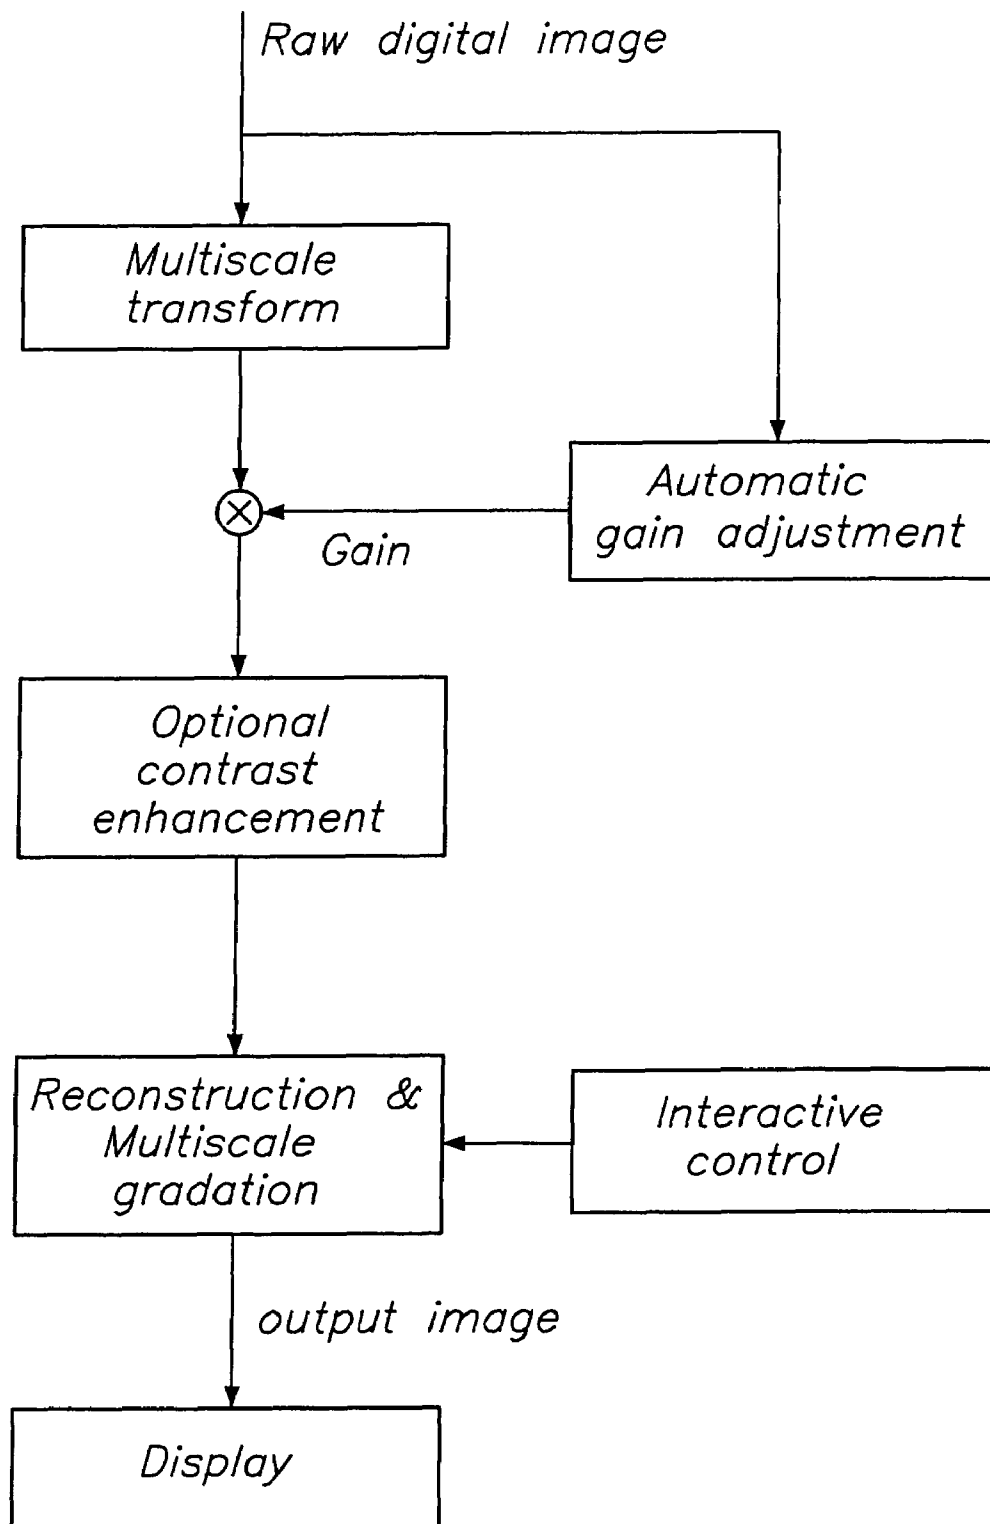 Raw digital image
Multiscale
transform
Automatic
gain adjustment
Gain
Optional
contrast
enhancement
Reconstruction &
Multiscale
gradation
Interactive
control
output image
Display